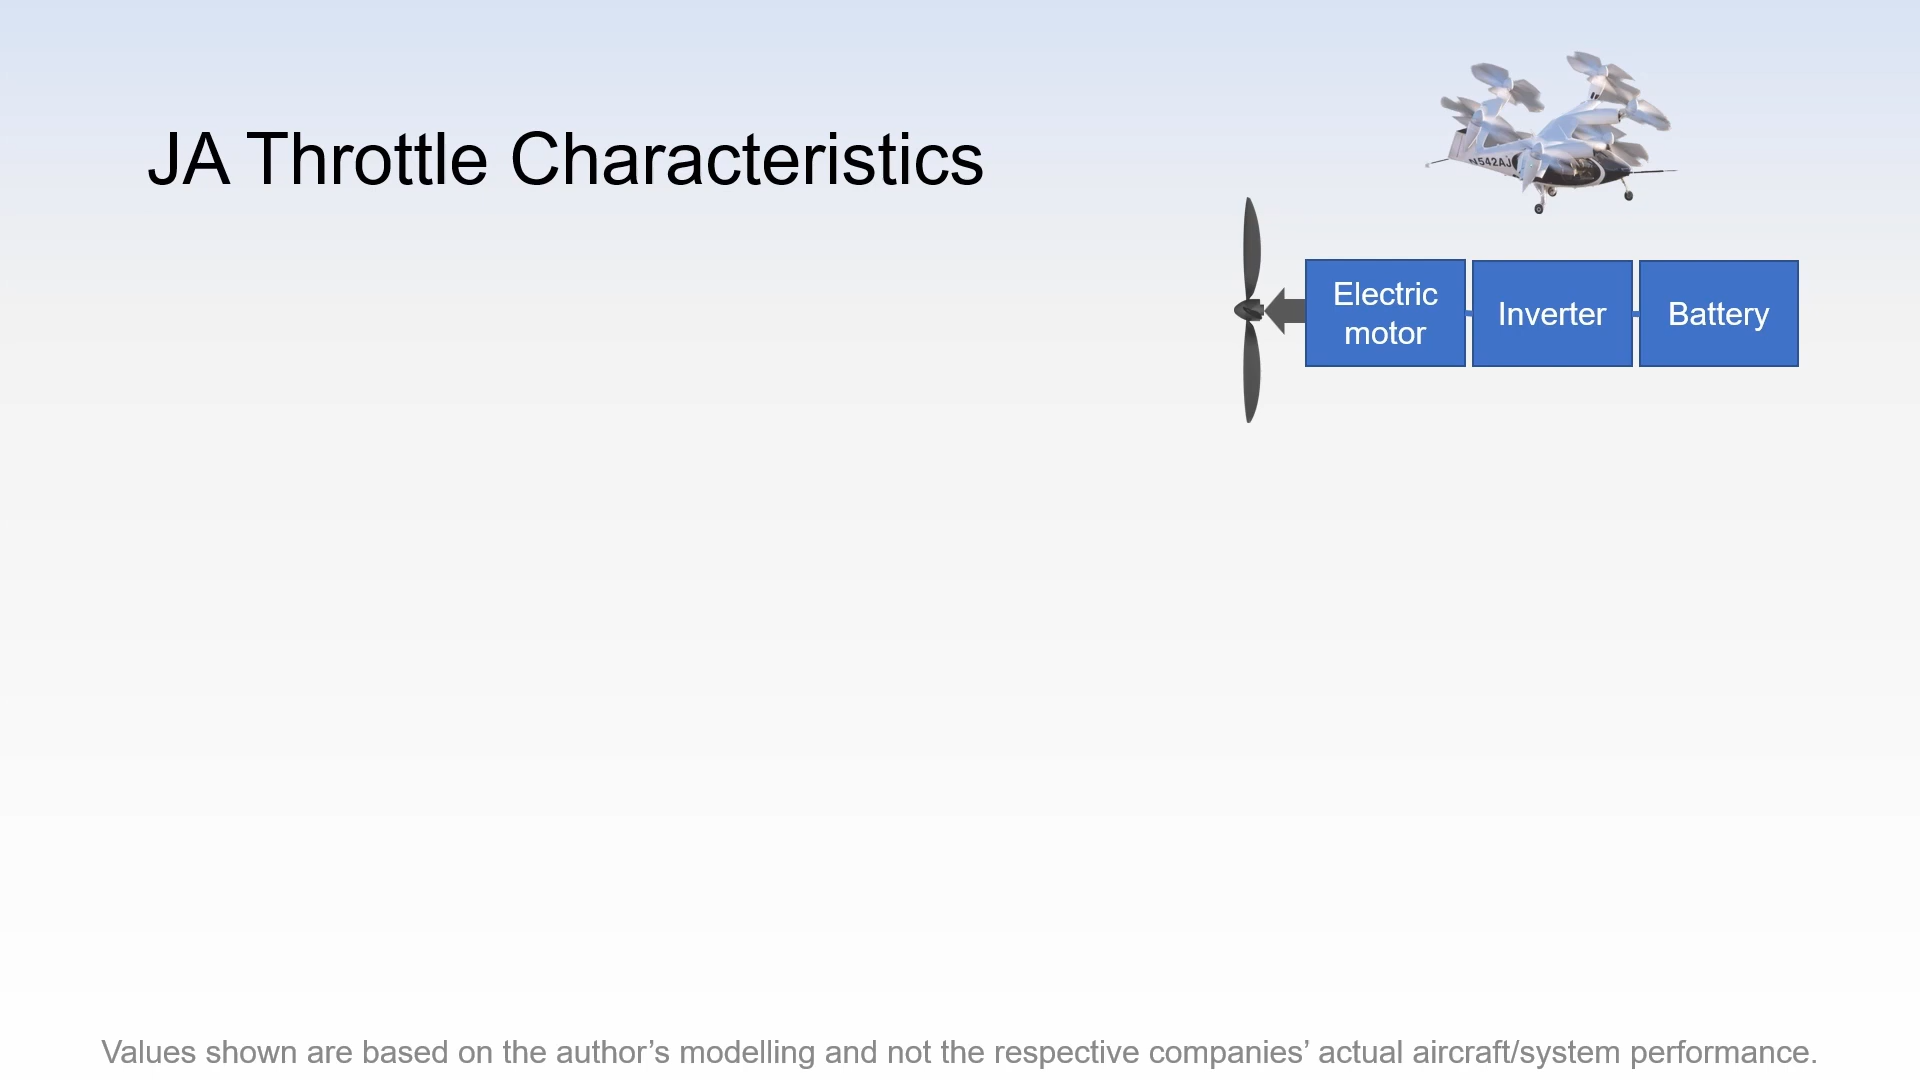 JA Throttle Characteristics
N542AJ
Electric
motor
Inverter
Battery
Values shown are based on the author’s modelling and not the respective companies’ actual aircraft/system performance.